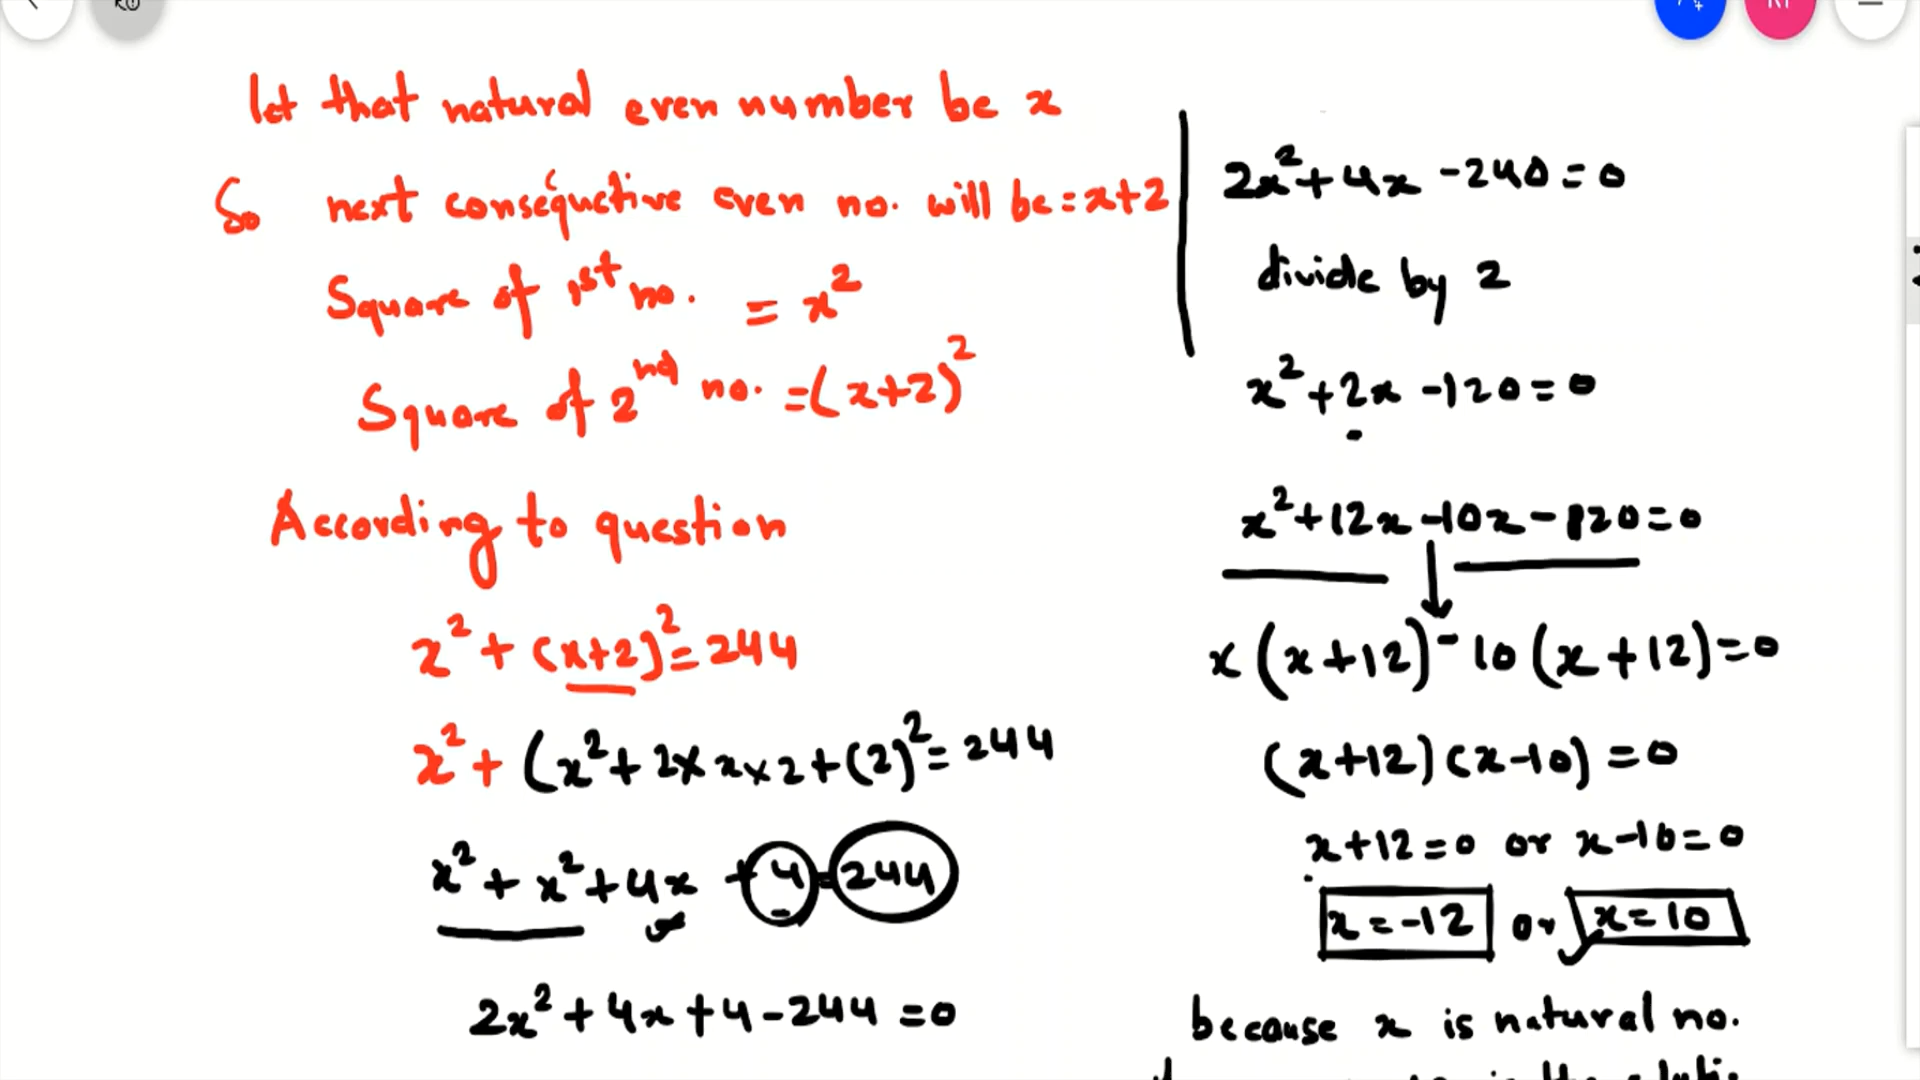 let that natural even number be x
So next consequctive even no. will be = x+2
Square of 1st no. = x²
Square of 2nd no. = (x+2)²
According to question
x² + (x+2)² = 244
x² + (x² + 2× x × 2 + (2)² = 244
x² + x² + 4x + 4 = 244
2x² + 4x + 4 - 244 = 0
2x² + 4x - 240 = 0
divide by 2
x² + 2x - 120 = 0
x² + 12x - 10x - 120 = 0
x (x+12) - 10 (x+12) = 0
(x+12) (x-10) = 0
x+12 = 0 or x-10 = 0
x = -12 or x = 10
because x is natural no.